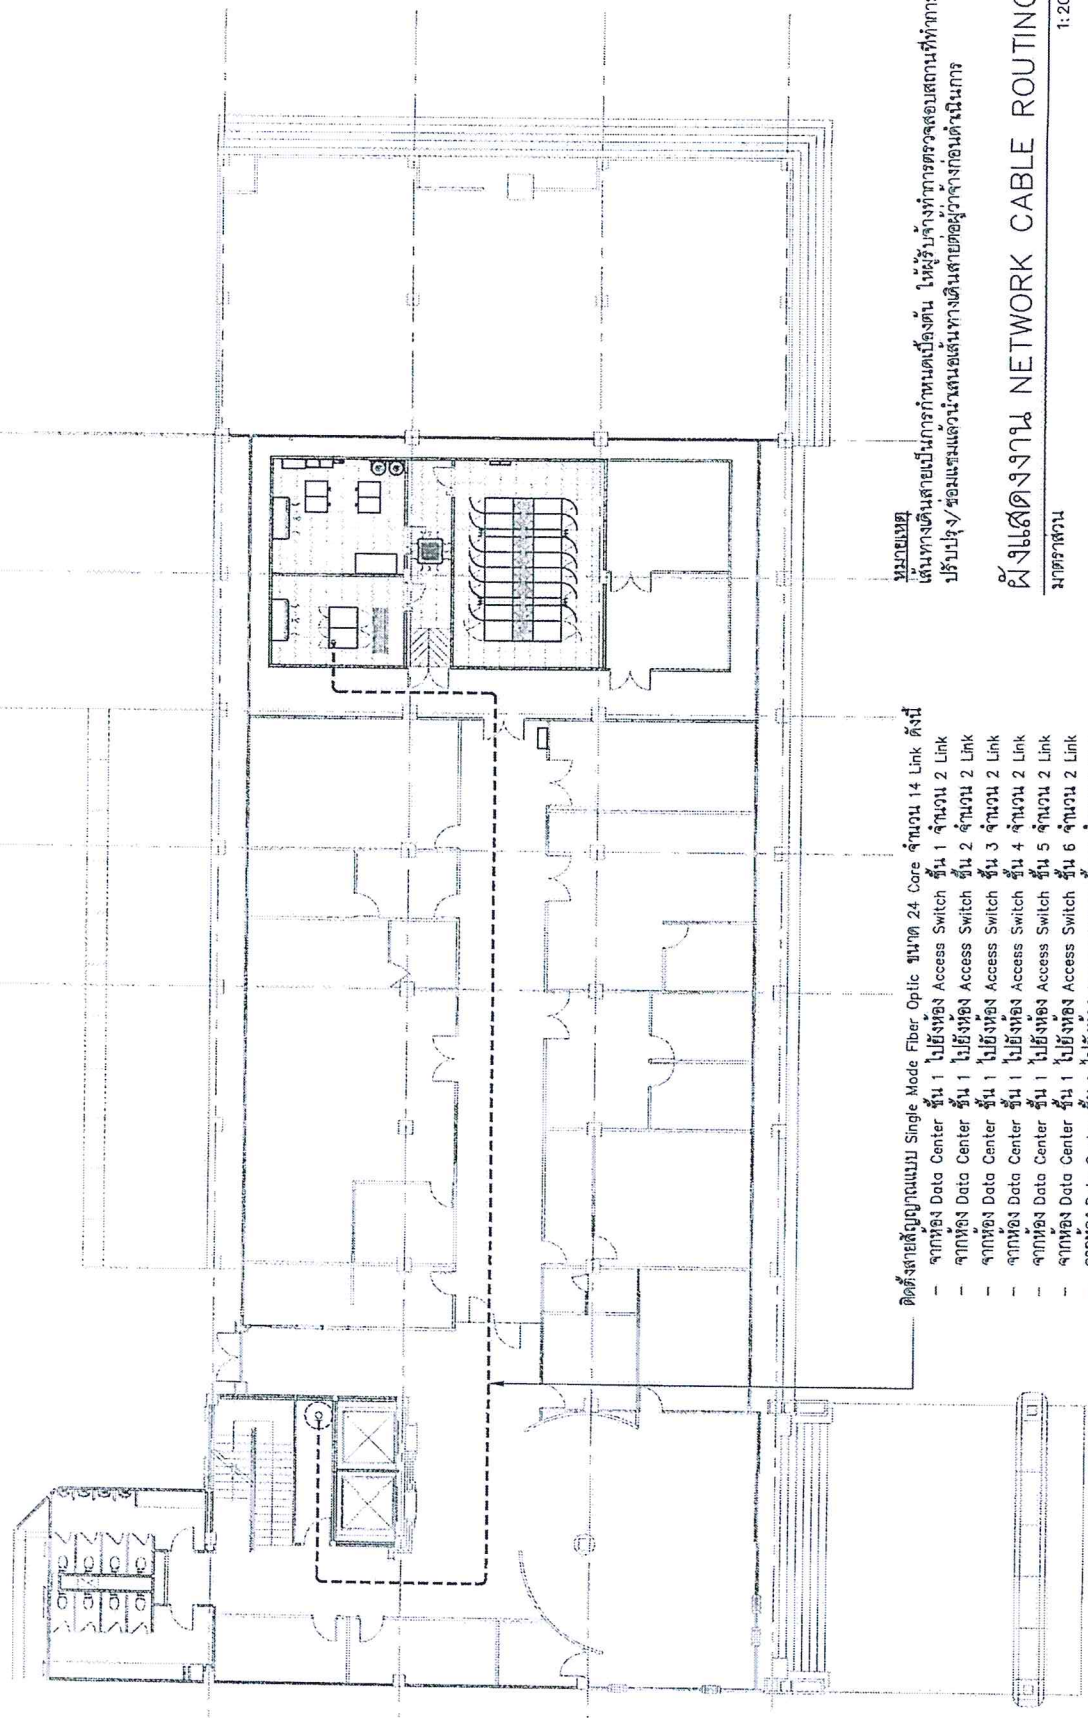 ติดตั้งสายสัญญาณแบบ Single Mode Fiber Optic ขนาด 24 Core จำนวน 14 Link ดังนี้
- จากห้อง Data Center ชั้น 1 ไปยังห้อง Access Switch ชั้น 1 จำนวน 2 Link
- จากห้อง Data Center ชั้น 1 ไปยังห้อง Access Switch ชั้น 2 จำนวน 2 Link
- จากห้อง Data Center ชั้น 1 ไปยังห้อง Access Switch ชั้น 3 จำนวน 2 Link
- จากห้อง Data Center ชั้น 1 ไปยังห้อง Access Switch ชั้น 4 จำนวน 2 Link
- จากห้อง Data Center ชั้น 1 ไปยังห้อง Access Switch ชั้น 5 จำนวน 2 Link
- จากห้อง Data Center ชั้น 1 ไปยังห้อง Access Switch ชั้น 6 จำนวน 2 Link
หมายเหตุ
เส้นทางเดินสายเป็นการกำหนดเบื้องต้น ให้ผู้รับจ้างทำการตรวจสอบสถานที่ทำการ
ปรับปรุง/ซ่อมแซมแล้วนำเสนอเส้นทางเดินสายต่อผู้ว่าจ้างก่อนดำเนินการ
ผังแสดงงาน NETWORK CABLE ROUTING
มาตราส่วน 1:20